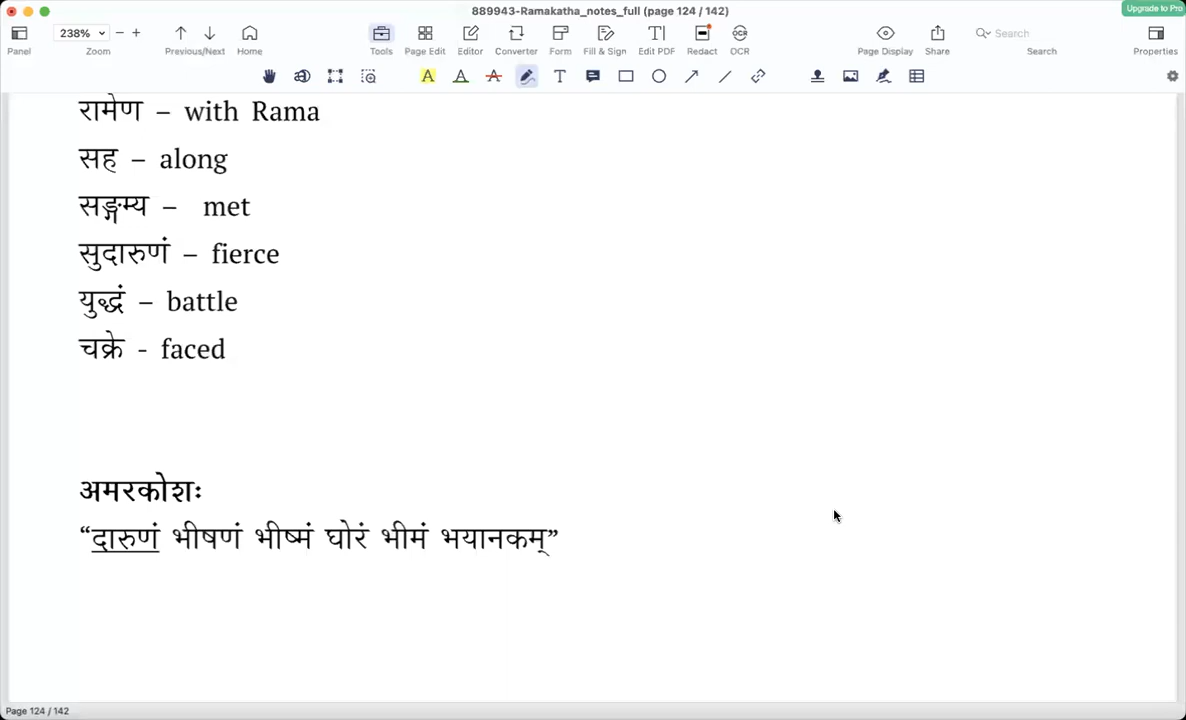 889943-Ramakatha_notes_full (page 124 / 142)
Upgrade to Pro
238%
Panel
Zoom
Previous/Next
Home
Tools
Page Edit
Editor
Converter
Form
Fill & Sign
Edit PDF
Redact
OCR
Page Display
Share
Search
Search
Properties
रामेण – with Rama
सह – along
सङ्गम्य – met
सुदारुणं – fierce
युद्धं – battle
चक्रे - faced
अमरकोशः
“दारुणं भीषणं भीष्मं घोरं भीमं भयानकम्”
Page 124 / 142